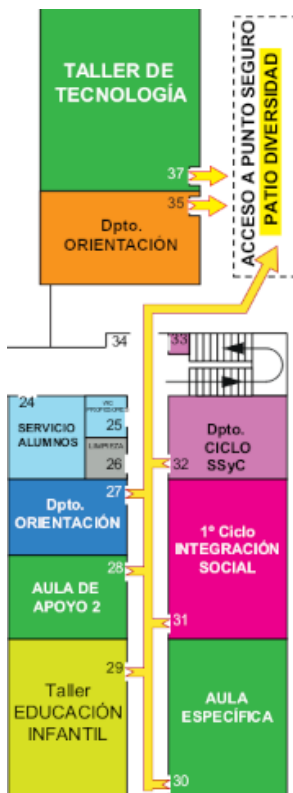 TALLER DE
TECNOLOGÍA
37
35
Dpto.
ORIENTACIÓN
ACCESO A PUNTO SEGURO
PATIO DIVERSIDAD
34
33
24
SERVICIO
ALUMNOS
25
LIMPIEZA
26
Dpto.
CICLO
SSyC
32
27
Dpto.
ORIENTACIÓN
1º Ciclo
INTEGRACIÓN
SOCIAL
28
AULA DE
APOYO 2
31
29
Taller
EDUCACIÓN
INFANTIL
AULA
ESPECÍFICA
30